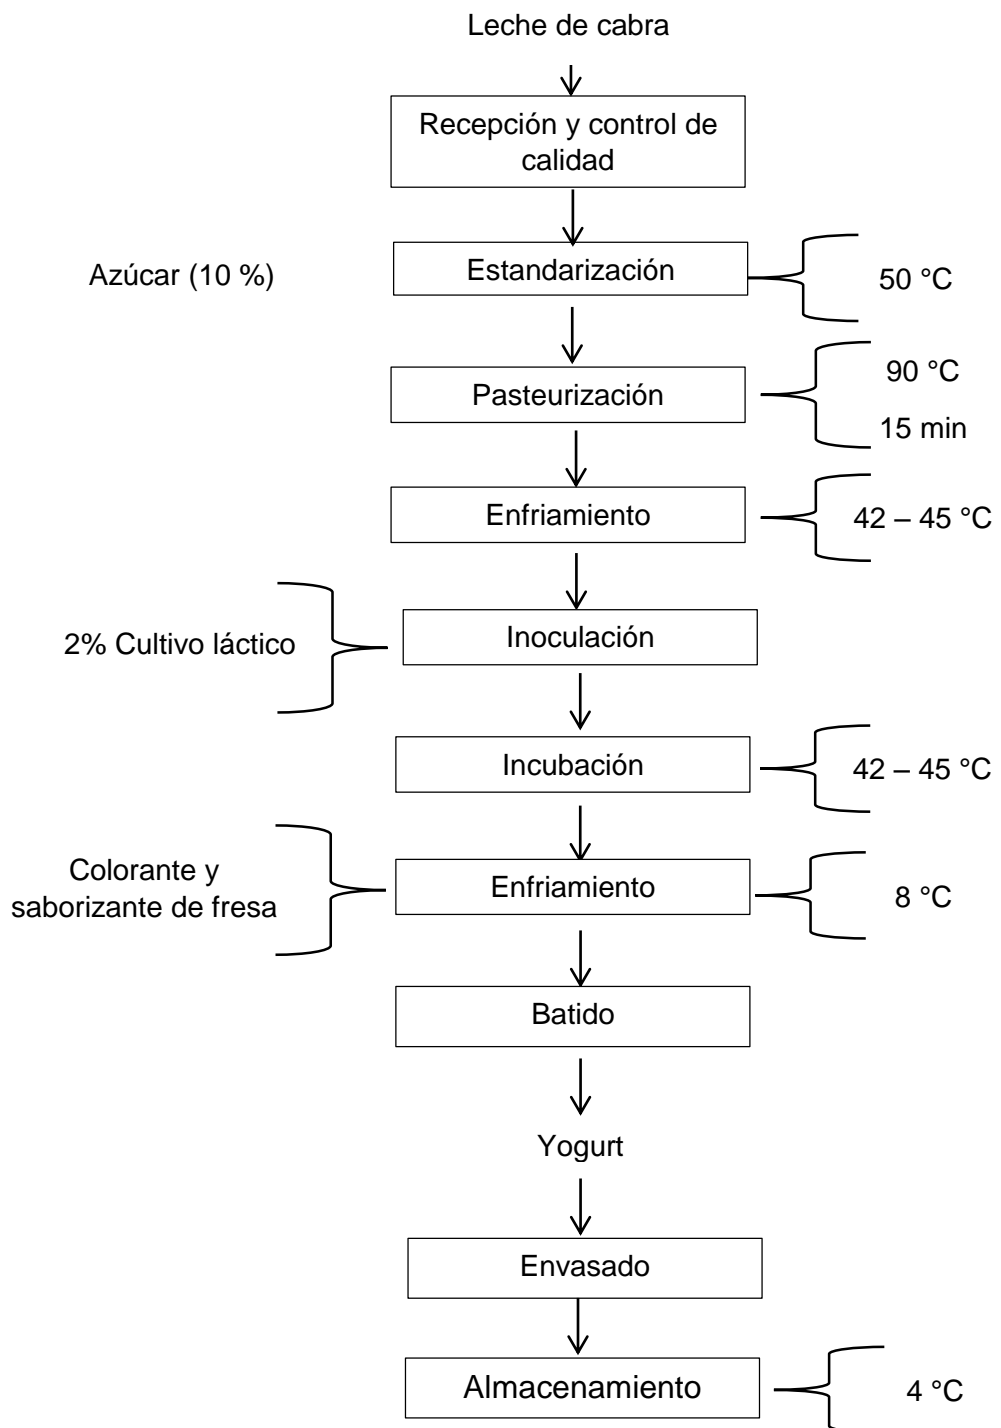 Leche de cabra
Recepción y control de
calidad
Azúcar (10 %)
Estandarización
50 °C
Pasteurización
90 °C
15 min
Enfriamiento
42 – 45 °C
2% Cultivo láctico
Inoculación
Incubación
42 – 45 °C
Colorante y
saborizante de fresa
Enfriamiento
8 °C
Batido
Yogurt
Envasado
Almacenamiento
4 °C